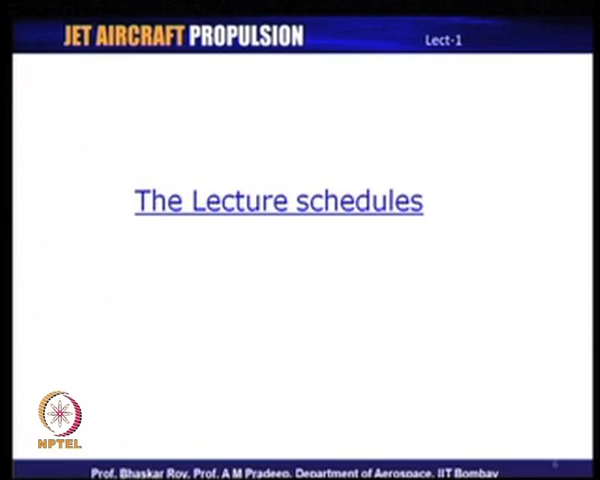 JET AIRCRAFT PROPULSION
Lect-1
The Lecture schedules
NPTEL
6
Prof. Bhaskar Roy, Prof. A M Pradeep, Department of Aerospace, IIT Bombay